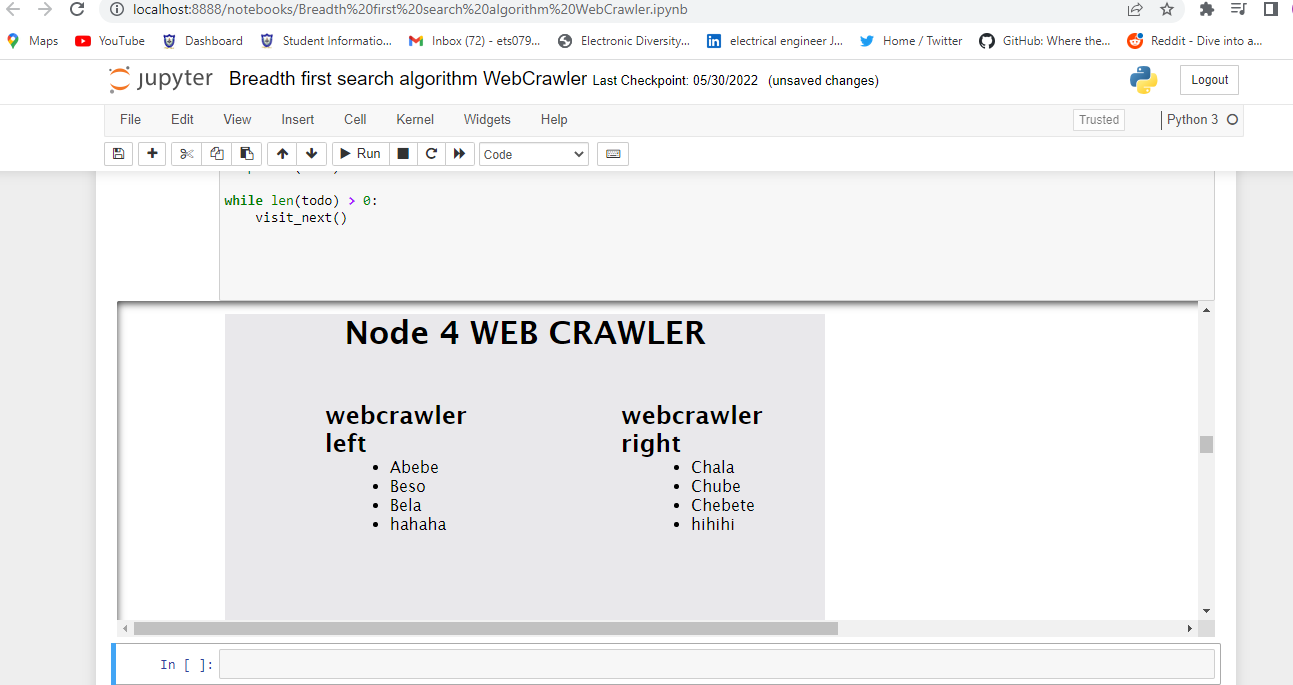 localhost:8888/notebooks/Breadth%20first%20search%20algorithm%20WebCrawler.ipynb
Maps YouTube Dashboard Student Informatio... Inbox (72) - ets079... Electronic Diversity... electrical engineer J... Home / Twitter GitHub: Where the... Reddit - Dive into a...
jupyter Breadth first search algorithm WebCrawler Last Checkpoint: 05/30/2022 (unsaved changes) Logout
File Edit View Insert Cell Kernel Widgets Help Trusted Python 3
Run Code
while len(todo) > 0:
visit_next()
Node 4 WEB CRAWLER
webcrawler
left
Abebe
Beso
Bela
hahaha
webcrawler
right
Chala
Chube
Chebete
hihihi
In [ ]: